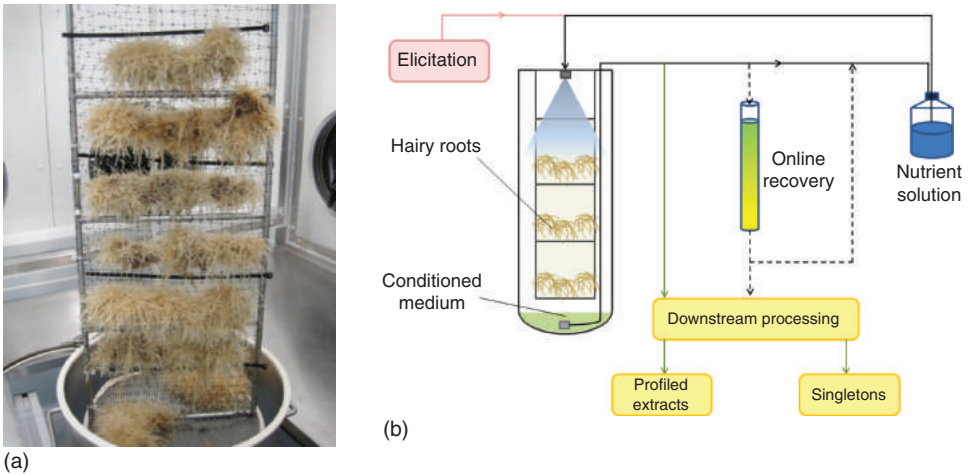 (a)
Elicitation
Hairy roots
Conditioned
medium
Online
recovery
Nutrient
solution
Downstream processing
Profiled
extracts
Singletons
(b)